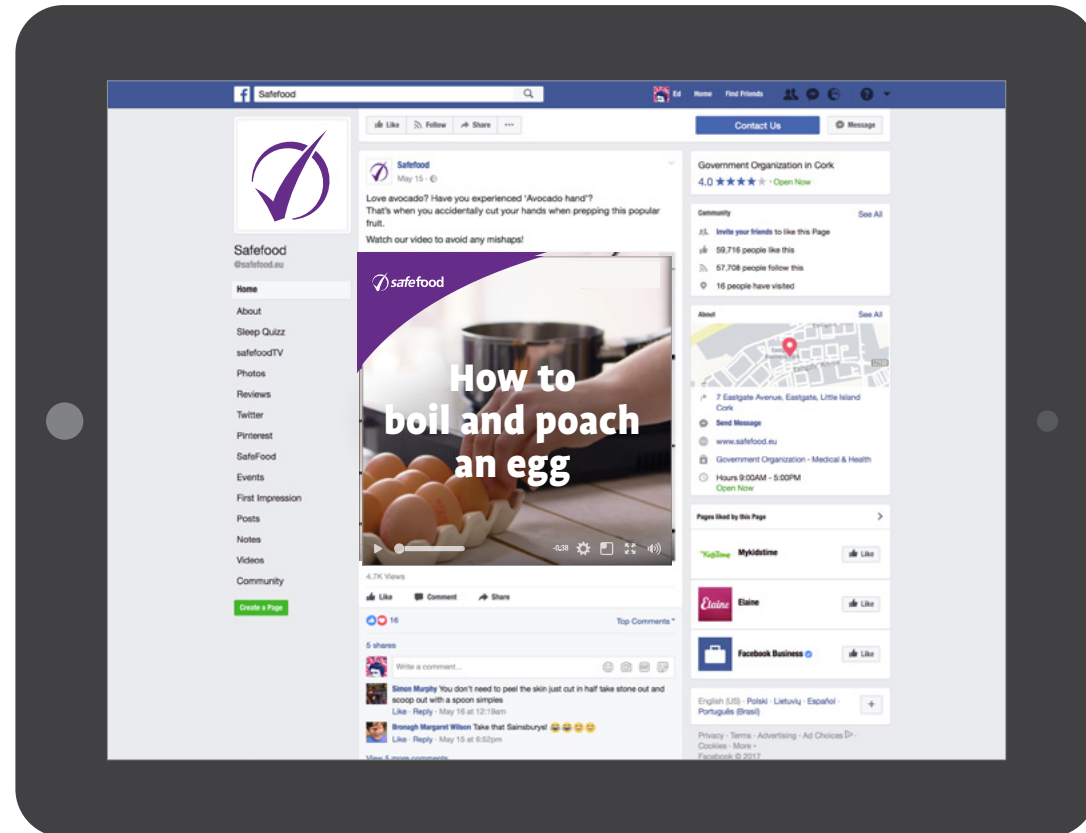 Safefood
Ed Home Find Friends
Like Follow Share
Contact Us
Message
Safefood
@safefood.eu
Home
About
Sleep Quizz
safefoodTV
Photos
Reviews
Twitter
Pinterest
SafeFood
Events
First Impression
Posts
Notes
Videos
Community
Create a Page
Safefood
May 15
Love avocado? Have you experienced 'Avocado hand'?
That's when you accidentally cut your hands when prepping this popular
fruit.
Watch our video to avoid any mishaps!
safefood
How to
boil and poach
an egg
-0:38
4.7K Views
Like Comment Share
16
Top Comments
5 shares
Write a comment...
Simon Murphy You don't need to peel the skin just cut in half take stone out and
scoop out with a spoon simples
Like · Reply · May 16 at 12:19am
Bronagh Margaret Wilson Take that Sainsburys! 😂😂😊😊
Like · Reply · May 15 at 6:52pm
View 5 more comments
Government Organization in Cork
4.0 ★★★★★ · Open Now
Community
See All
Invite your friends to like this Page
59,716 people like this
57,708 people follow this
16 people have visited
About
See All
7 Eastgate Avenue, Eastgate, Little Island
Cork
Send Message
www.safefood.eu
Government Organization - Medical & Health
Hours 9:00AM - 5:00PM
Open Now
Pages liked by this Page
Mykidstime
Like
Elaine
Elaine
Like
Facebook Business
Like
English (US) · Polski · Lietuvių · Español ·
Português (Brasil)
Privacy · Terms · Advertising · Ad Choices ·
Cookies · More
Facebook © 2017